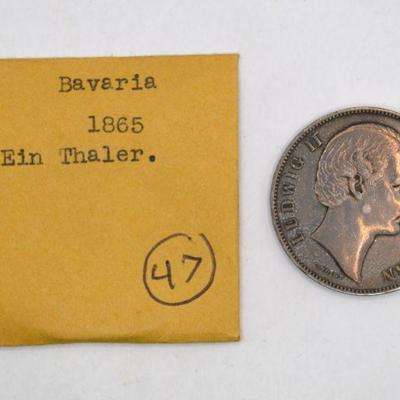 Bavaria
1865
Ein Thaler.
47
LUDWIG II